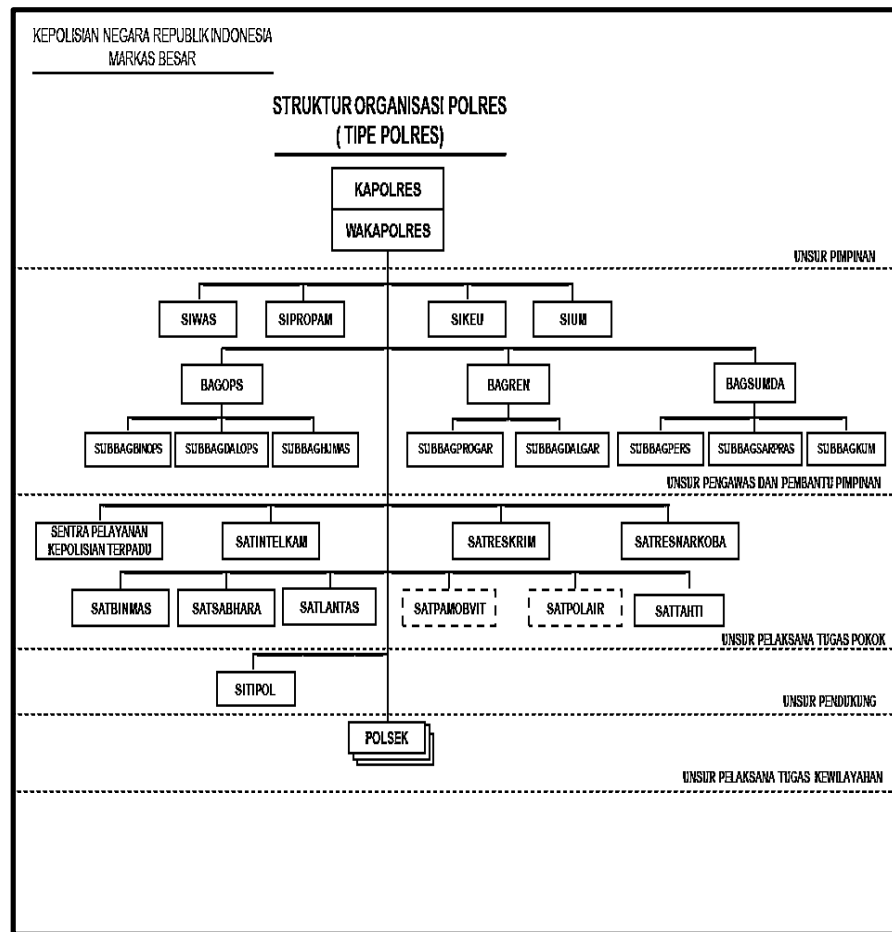 KEPOLISIAN NEGARA REPUBLIK INDONESIA
MARKAS BESAR
STRUKTUR ORGANISASI POLRES
( TIPE POLRES)
KAPOLRES
WAKAPOLRES
UNSUR PIMPINAN
SIWAS
SIPROPAM
SIKEU
SIUM
BAGOPS
BAGREN
BAGSUMDA
SUBBAGBINOPS
SUBBAGDALOPS
SUBBAGHUMAS
SUBBAGPROGAR
SUBBAGDALGAR
SUBBAGPERS
SUBBAGSARPRAS
SUBBAGKUM
UNSUR PENGAWAS DAN PEMBANTU PIMPINAN
SENTRA PELAYANAN
KEPOLISIAN TERPADU
SATINTELKAM
SATRESKRIM
SATRESNARKOBA
SATBINMAS
SATSABHARA
SATLANTAS
SATPAMOBVIT
SATPOLAIR
SATTAHTI
UNSUR PELAKSANA TUGAS POKOK
SITIPOL
UNSUR PENDUKUNG
POLSEK
UNSUR PELAKSANA TUGAS KEWILAYAHAN